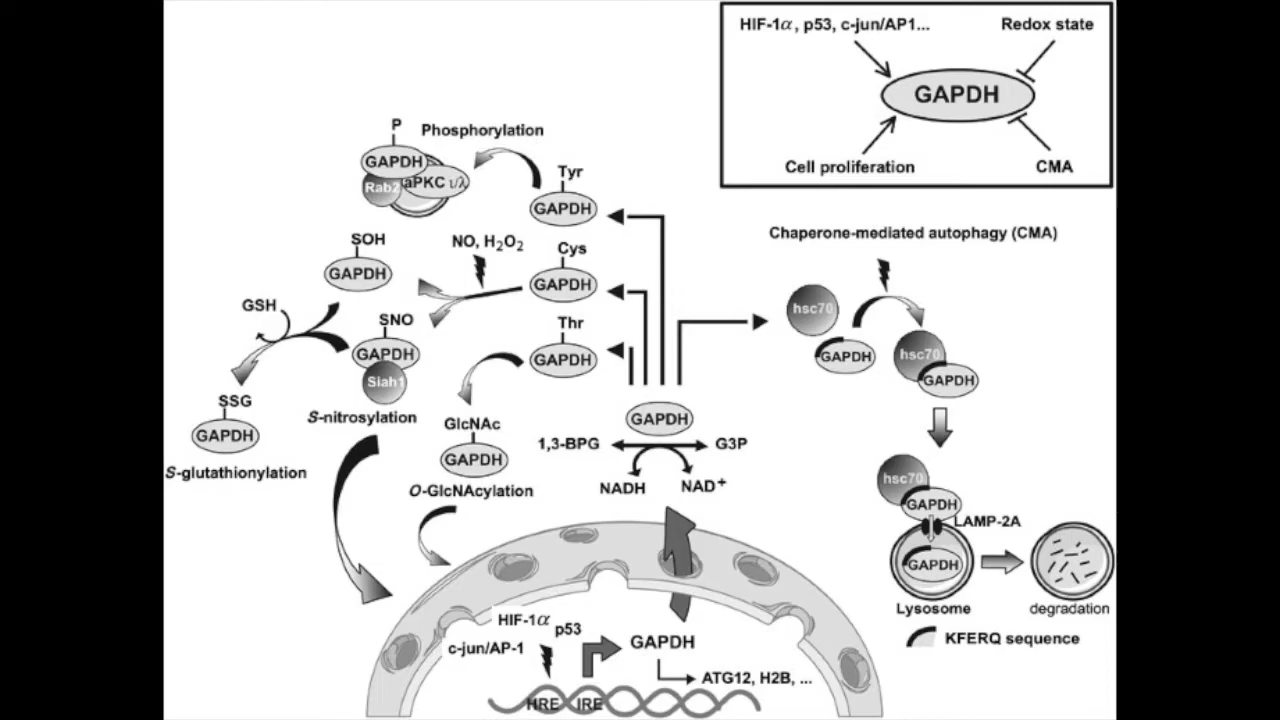 HIF-1α, p53, c-jun/AP1...
Redox state
GAPDH
Cell proliferation
CMA
P
Phosphorylation
GAPDH
Rab2
aPKC ι/λ
Tyr
GAPDH
SOH
GAPDH
NO, H2O2
Cys
GAPDH
GSH
SNO
GAPDH
Siah1
S-nitrosylation
Thr
GAPDH
SSG
GAPDH
S-glutathionylation
GlcNAc
GAPDH
O-GlcNAcylation
GAPDH
1,3-BPG
G3P
NADH
NAD+
Chaperone-mediated autophagy (CMA)
hsc70
GAPDH
hsc70
GAPDH
hsc70
GAPDH
LAMP-2A
GAPDH
Lysosome
degradation
KFERQ sequence
HIF-1α
p53
c-jun/AP-1
GAPDH
ATG12, H2B, ...
HRE
IRE